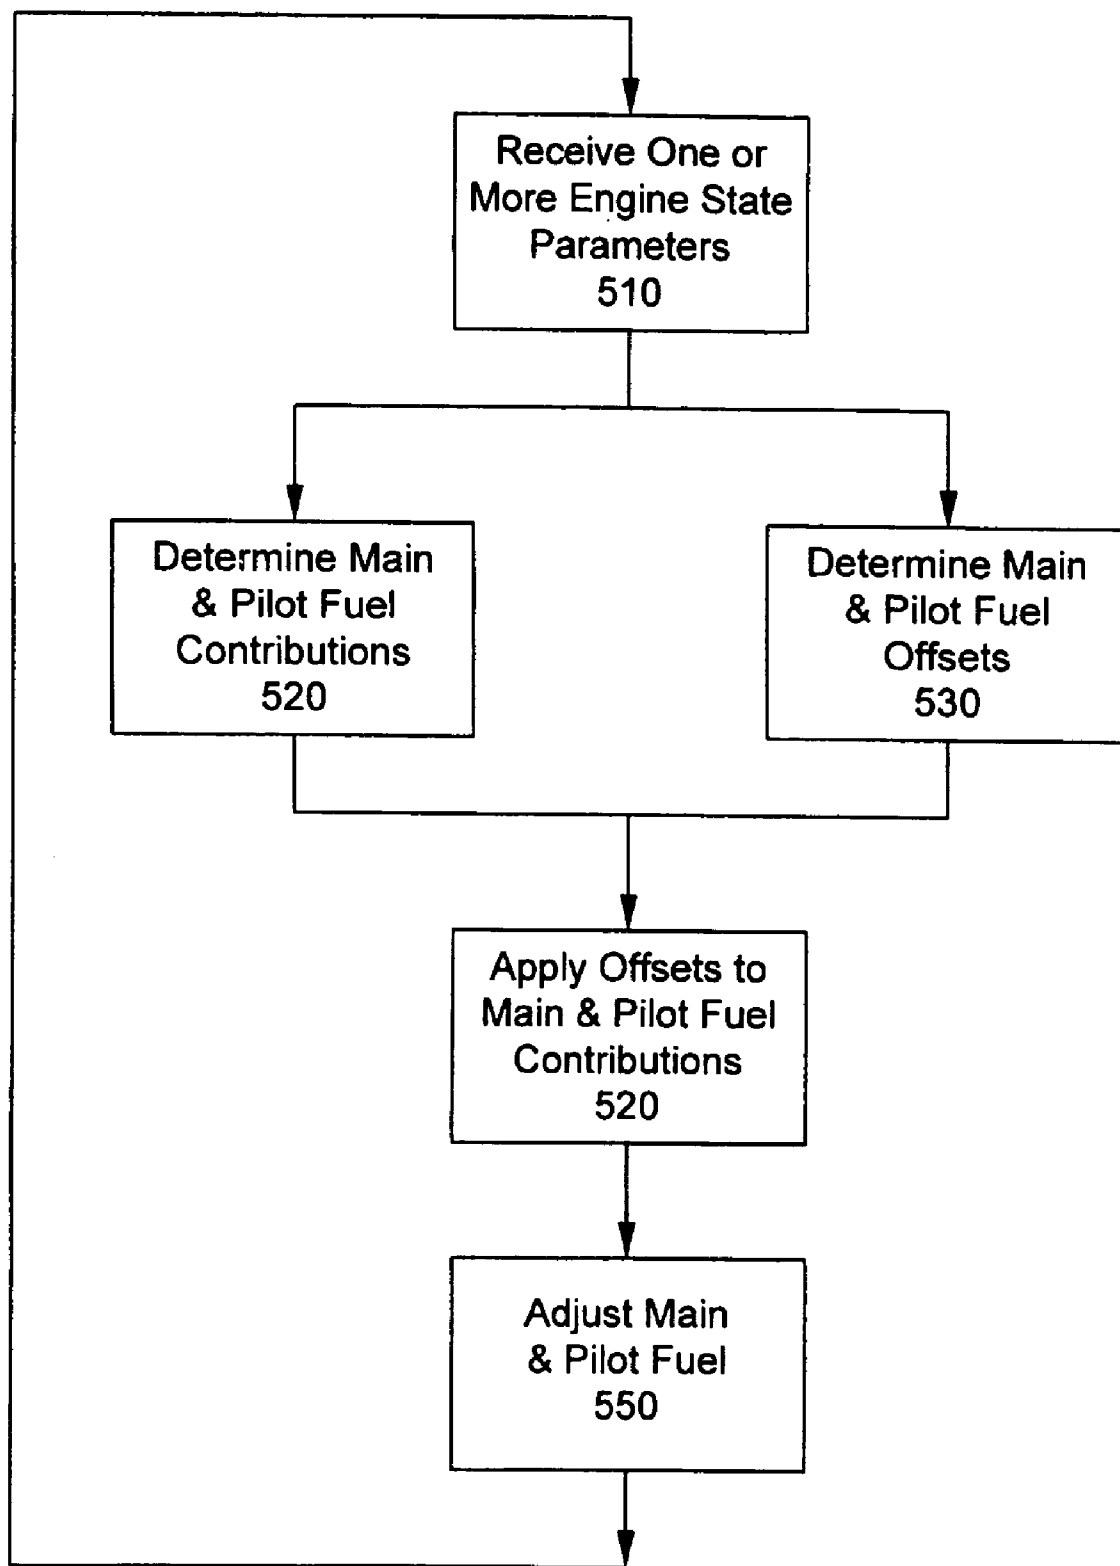 Receive One or
More Engine State
Parameters
510
Determine Main
& Pilot Fuel
Contributions
520
Determine Main
& Pilot Fuel
Offsets
530
Apply Offsets to
Main & Pilot Fuel
Contributions
520
Adjust Main
& Pilot Fuel
550